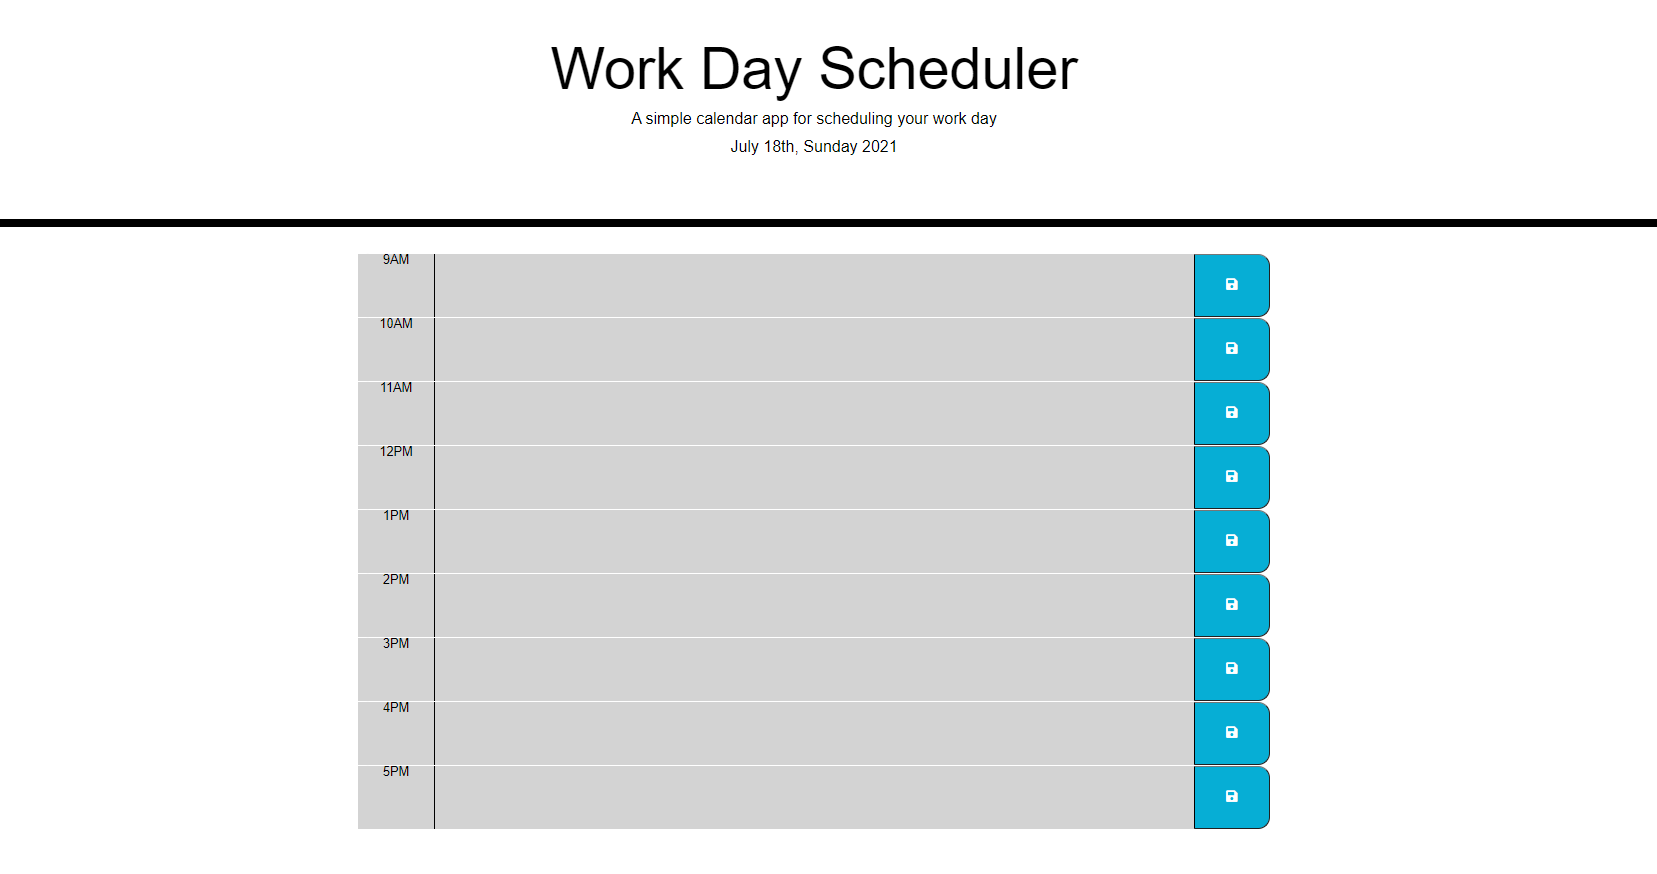 Work Day Scheduler
A simple calendar app for scheduling your work day
July 18th, Sunday 2021
9AM
10AM
11AM
12PM
1PM
2PM
3PM
4PM
5PM